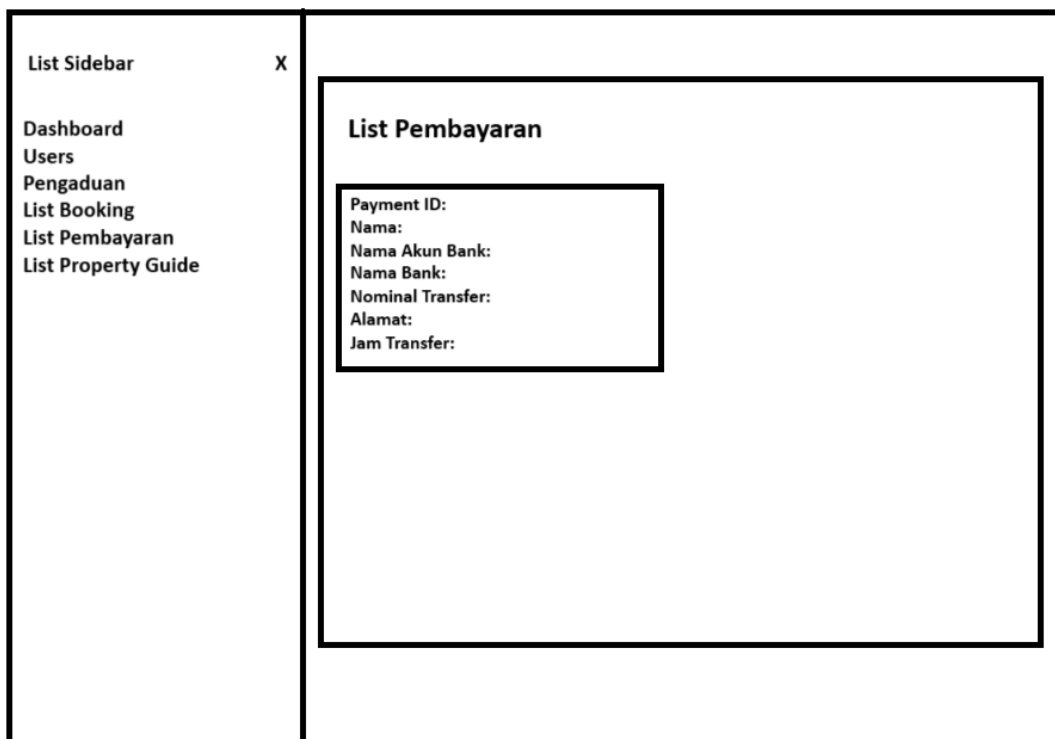 List Sidebar X
Dashboard
Users
Pengaduan
List Booking
List Pembayaran
List Property Guide
List Pembayaran
Payment ID:
Nama:
Nama Akun Bank:
Nama Bank:
Nominal Transfer:
Alamat:
Jam Transfer: